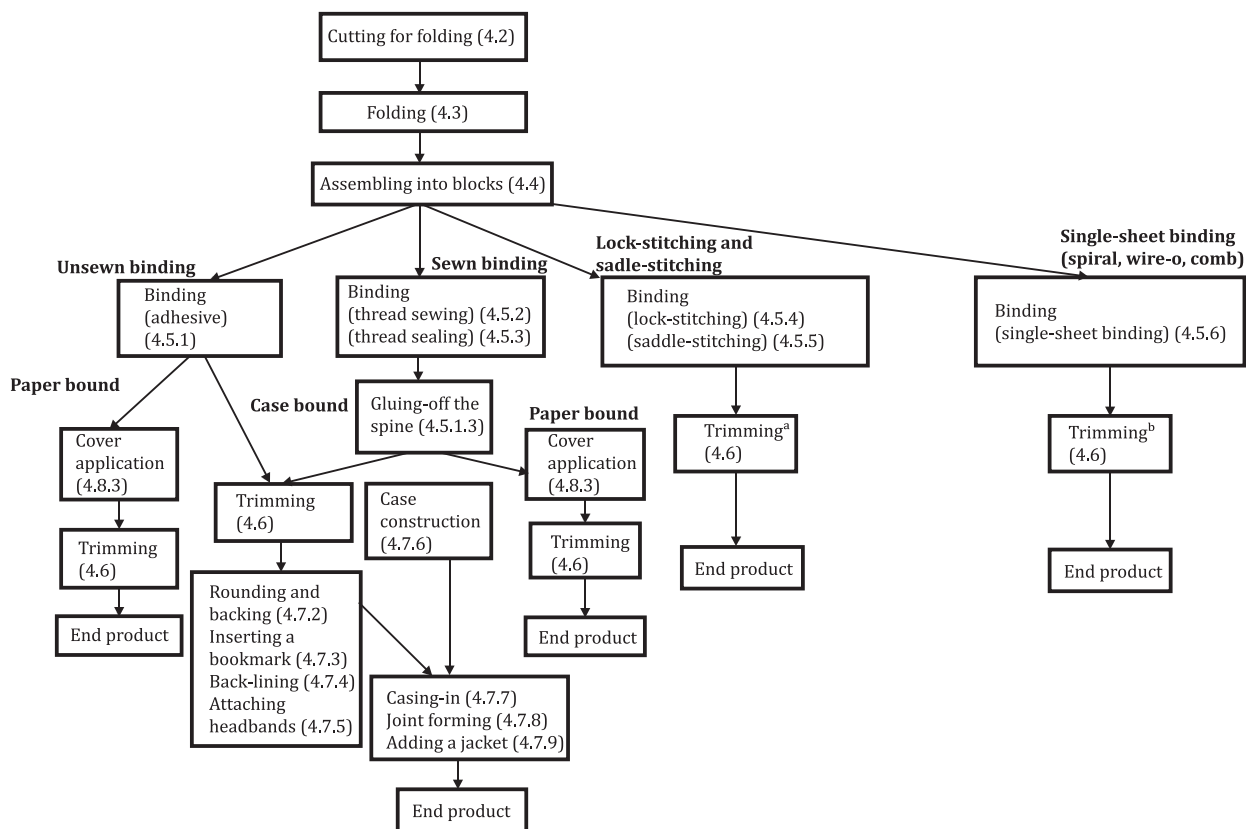 Cutting for folding (4.2)
Folding (4.3)
Assembling into blocks (4.4)
Unsewn binding
Binding
(adhesive)
(4.5.1)
Sewn binding
Binding
(thread sewing) (4.5.2)
(thread sealing) (4.5.3)
Lock-stitching and
sadle-stitching
Binding
(lock-stitching) (4.5.4)
(saddle-stitching) (4.5.5)
Single-sheet binding
(spiral, wire-o, comb)
Binding
(single-sheet binding) (4.5.6)
Paper bound
Cover
application
(4.8.3)
Trimming
(4.6)
End product
Case bound
Gluing-off the
spine (4.5.1.3)
Trimming
(4.6)
Rounding and
backing (4.7.2)
Inserting a
bookmark (4.7.3)
Back-lining (4.7.4)
Attaching
headbands (4.7.5)
Case
construction
(4.7.6)
Casing-in (4.7.7)
Joint forming (4.7.8)
Adding a jacket (4.7.9)
End product
Paper bound
Cover
application
(4.8.3)
Trimming
(4.6)
End product
Trimmingᵃ
(4.6)
End product
Trimmingᵇ
(4.6)
End product